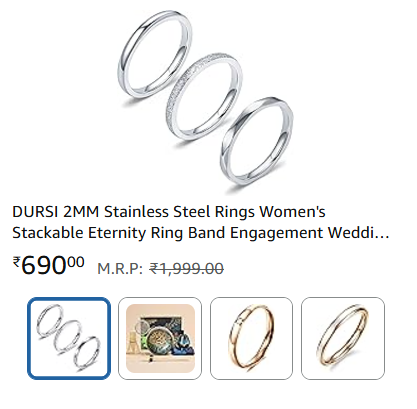 DURSI 2MM Stainless Steel Rings Women's
Stackable Eternity Ring Band Engagement Weddi...
₹69000 M.R.P: ₹1,999.00